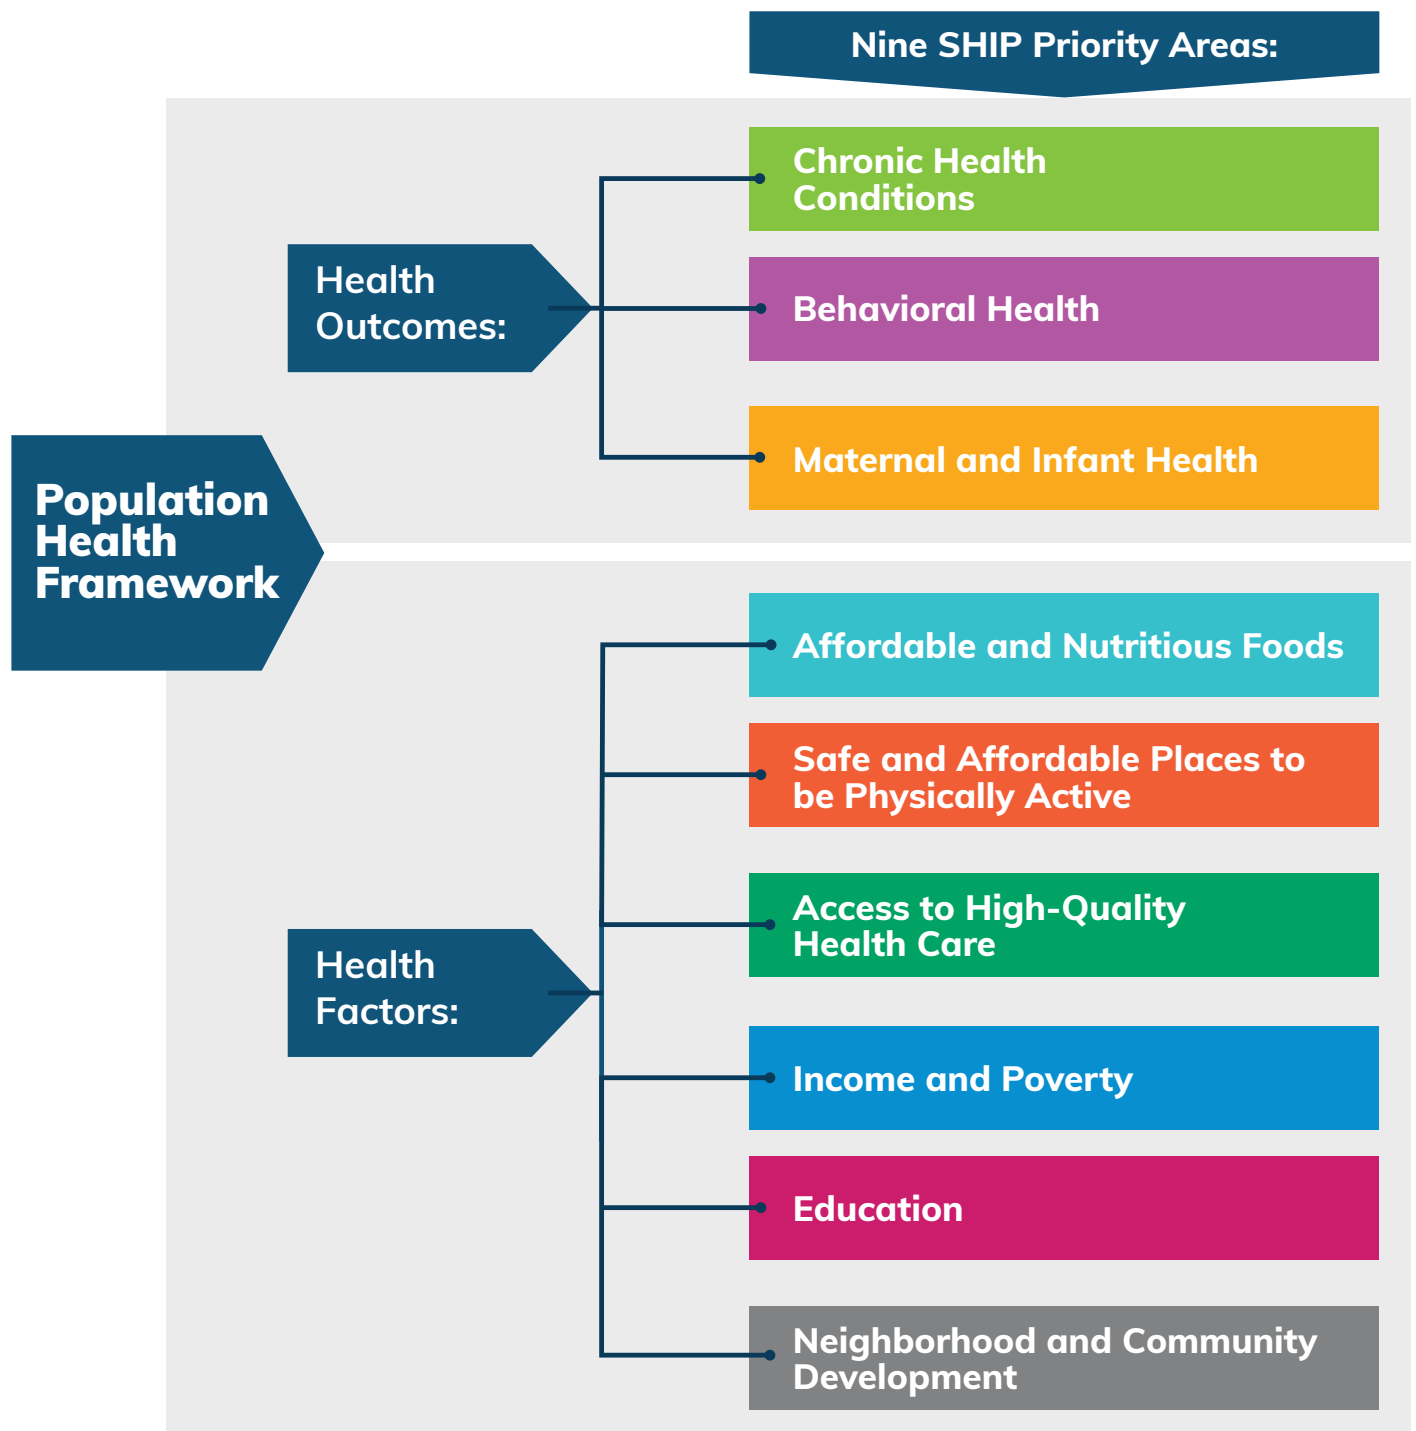 Nine SHIP Priority Areas:
Chronic Health
Conditions
Health
Outcomes:
Behavioral Health
Maternal and Infant Health
Population
Health
Framework
Affordable and Nutritious Foods
Safe and Affordable Places to
be Physically Active
Access to High-Quality
Health Care
Health
Factors:
Income and Poverty
Education
Neighborhood and Community
Development